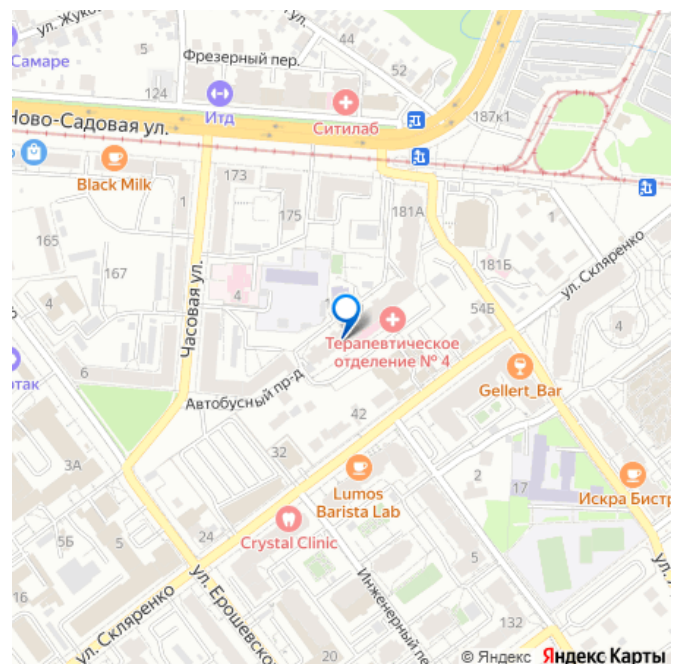 ул. Жуко
ул.
44
5
Самаре
Фрезерный пер.
52
124
Итд
Ситилаб
187к1
Ново-Садовая ул.
Black Milk
173
1
175
181А
1
165
167
181Б
ул. Скляренко
4
4
54Б
Часовая ул.
Терапевтическое
отделение № 4
4
6
Gellert_Bar
Автобусный пр-д
42
32
3А
Lumos
Barista Lab
2
17
Искра Бистр
24
Crystal Clinic
5Б
5
5
16
ул. Скляренко
ул. Ерошевско
20
Инженерный пе
132
© Яндекс Яндекс Карты